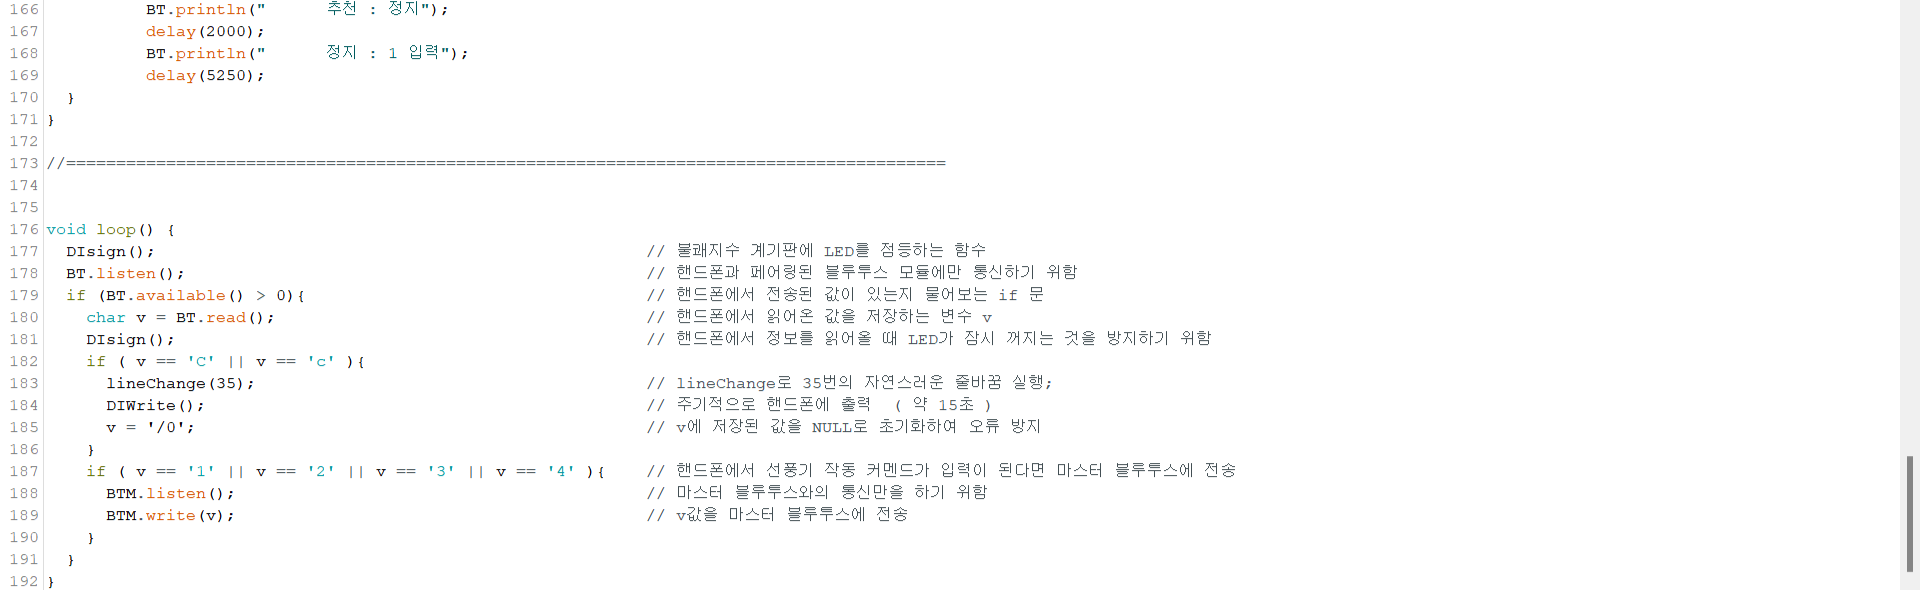 166 BT.println("      추천 : 정지");
167 delay(2000);
168 BT.println("      정지 : 1 입력");
169 delay(5250);
170 }
171 }
172
173 //========================================================================================
174
175
176 void loop() {
177 DIsign(); // 불쾌지수 계기판에 LED를 점등하는 함수
178 BT.listen(); // 핸드폰과 페어링된 블루투스 모듈에만 통신하기 위함
179 if (BT.available() > 0){ // 핸드폰에서 전송된 값이 있는지 물어보는 if 문
180 char v = BT.read(); // 핸드폰에서 읽어온 값을 저장하는 변수 v
181 DIsign(); // 핸드폰에서 정보를 읽어올 때 LED가 잠시 꺼지는 것을 방지하기 위함
182 if ( v == 'C' || v == 'c' ){
183 lineChange(35); // lineChange로 35번의 자연스러운 줄바꿈 실행;
184 DIWrite(); // 주기적으로 핸드폰에 출력  ( 약 15초 )
185 v = '/0'; // v에 저장된 값을 NULL로 초기화하여 오류 방지
186 }
187 if ( v == '1' || v == '2' || v == '3' || v == '4' ){ // 핸드폰에서 선풍기 작동 커멘드가 입력이 된다면 마스터 블루투스에 전송
188 BTM.listen(); // 마스터 블루투스와의 통신만을 하기 위함
189 BTM.write(v); // v값을 마스터 블루투스에 전송
190 }
191 }
192 }